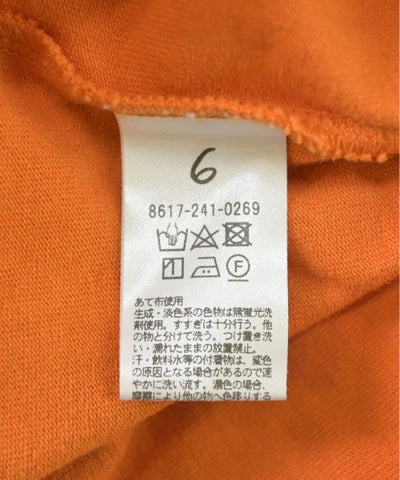 6
8617-241-0269
F
あて布使用
生成・淡色系の色物は無蛍光洗
剤使用。すすぎは十分行う。他
の物と分けて洗う。つけ置き洗
い・濡れたままの放置禁止。
汗・飲料水等の付着物は、変色
の原因となる場合があるので速
やかに洗い流す。濃色の場合、
摩擦により他の物へ色移りする